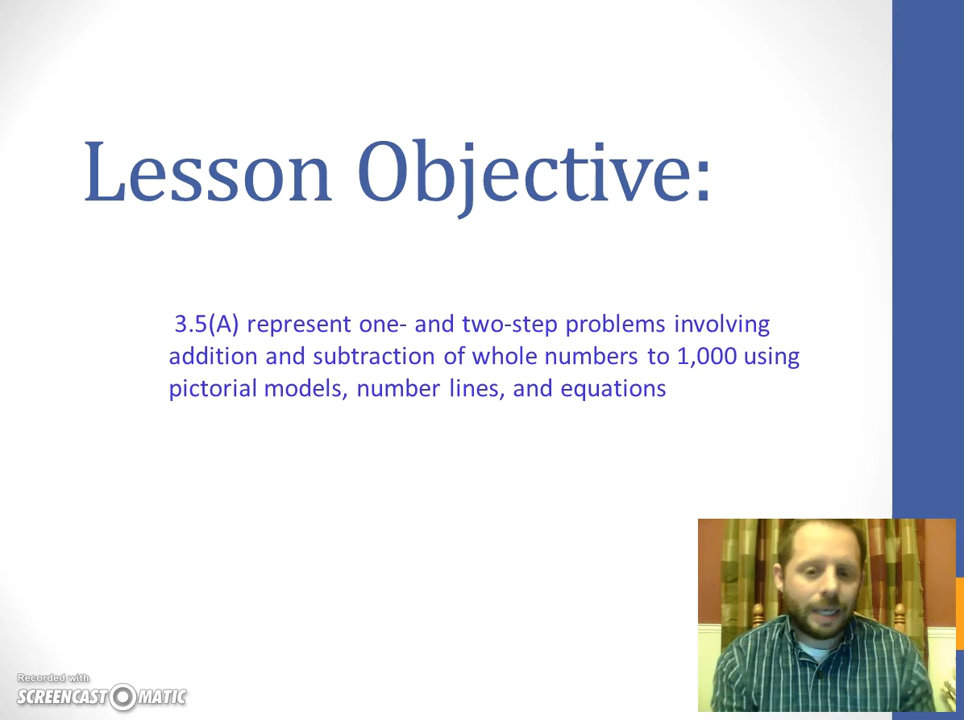 Lesson Objective:
3.5(A) represent one- and two-step problems involving
addition and subtraction of whole numbers to 1,000 using
pictorial models, number lines, and equations
Recorded with
SCREENCAST MATIC